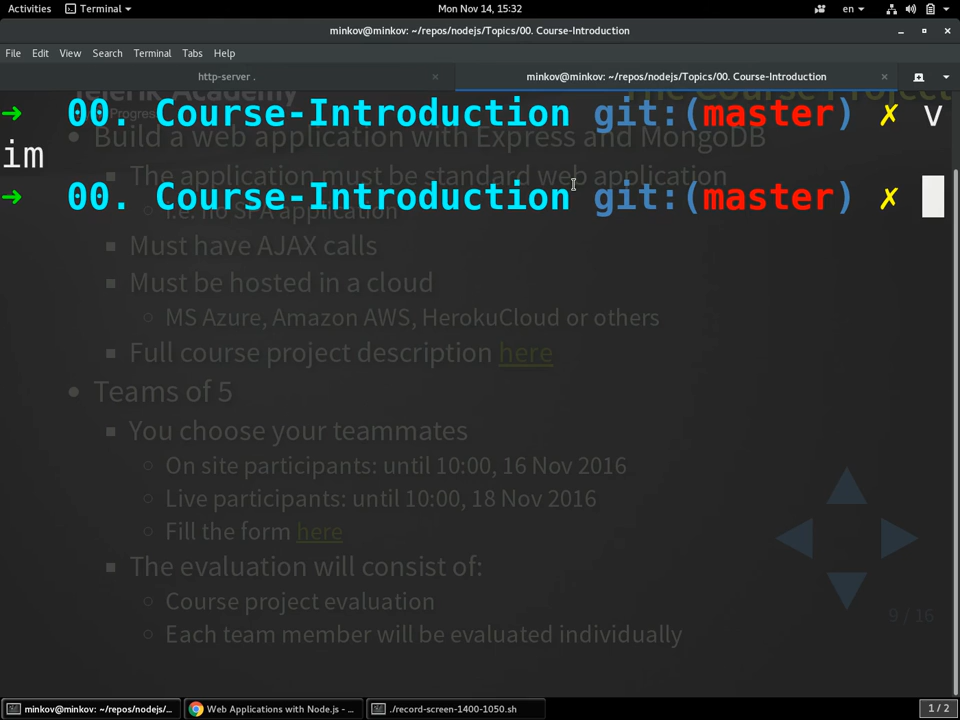 Activities Terminal Mon Nov 14, 15:32 en
minkov@minkov: ~/repos/nodejs/Topics/00. Course-Introduction
File Edit View Search Terminal Tabs Help
http-server . × minkov@minkov: ~/repos/nodejs/Topics/00. Course-Introduction ×
Telerik Academy The Course Project
Progres
➜ 00. Course-Introduction git:(master) ✗ v
im
➜ 00. Course-Introduction git:(master) ✗
Build a web application with Express and MongoDB
The application must be standard web application
i.e. no SPA application
Must have AJAX calls
Must be hosted in a cloud
MS Azure, Amazon AWS, HerokuCloud or others
Full course project description here
Teams of 5
You choose your teammates
On site participants: until 10:00, 16 Nov 2016
Live participants: until 10:00, 18 Nov 2016
Fill the form here
The evaluation will consist of:
Course project evaluation
Each team member will be evaluated individually
9 / 16
minkov@minkov: ~/repos/nodejs/... Web Applications with Node.js - ... ./record-screen-1400-1050.sh 1 / 2